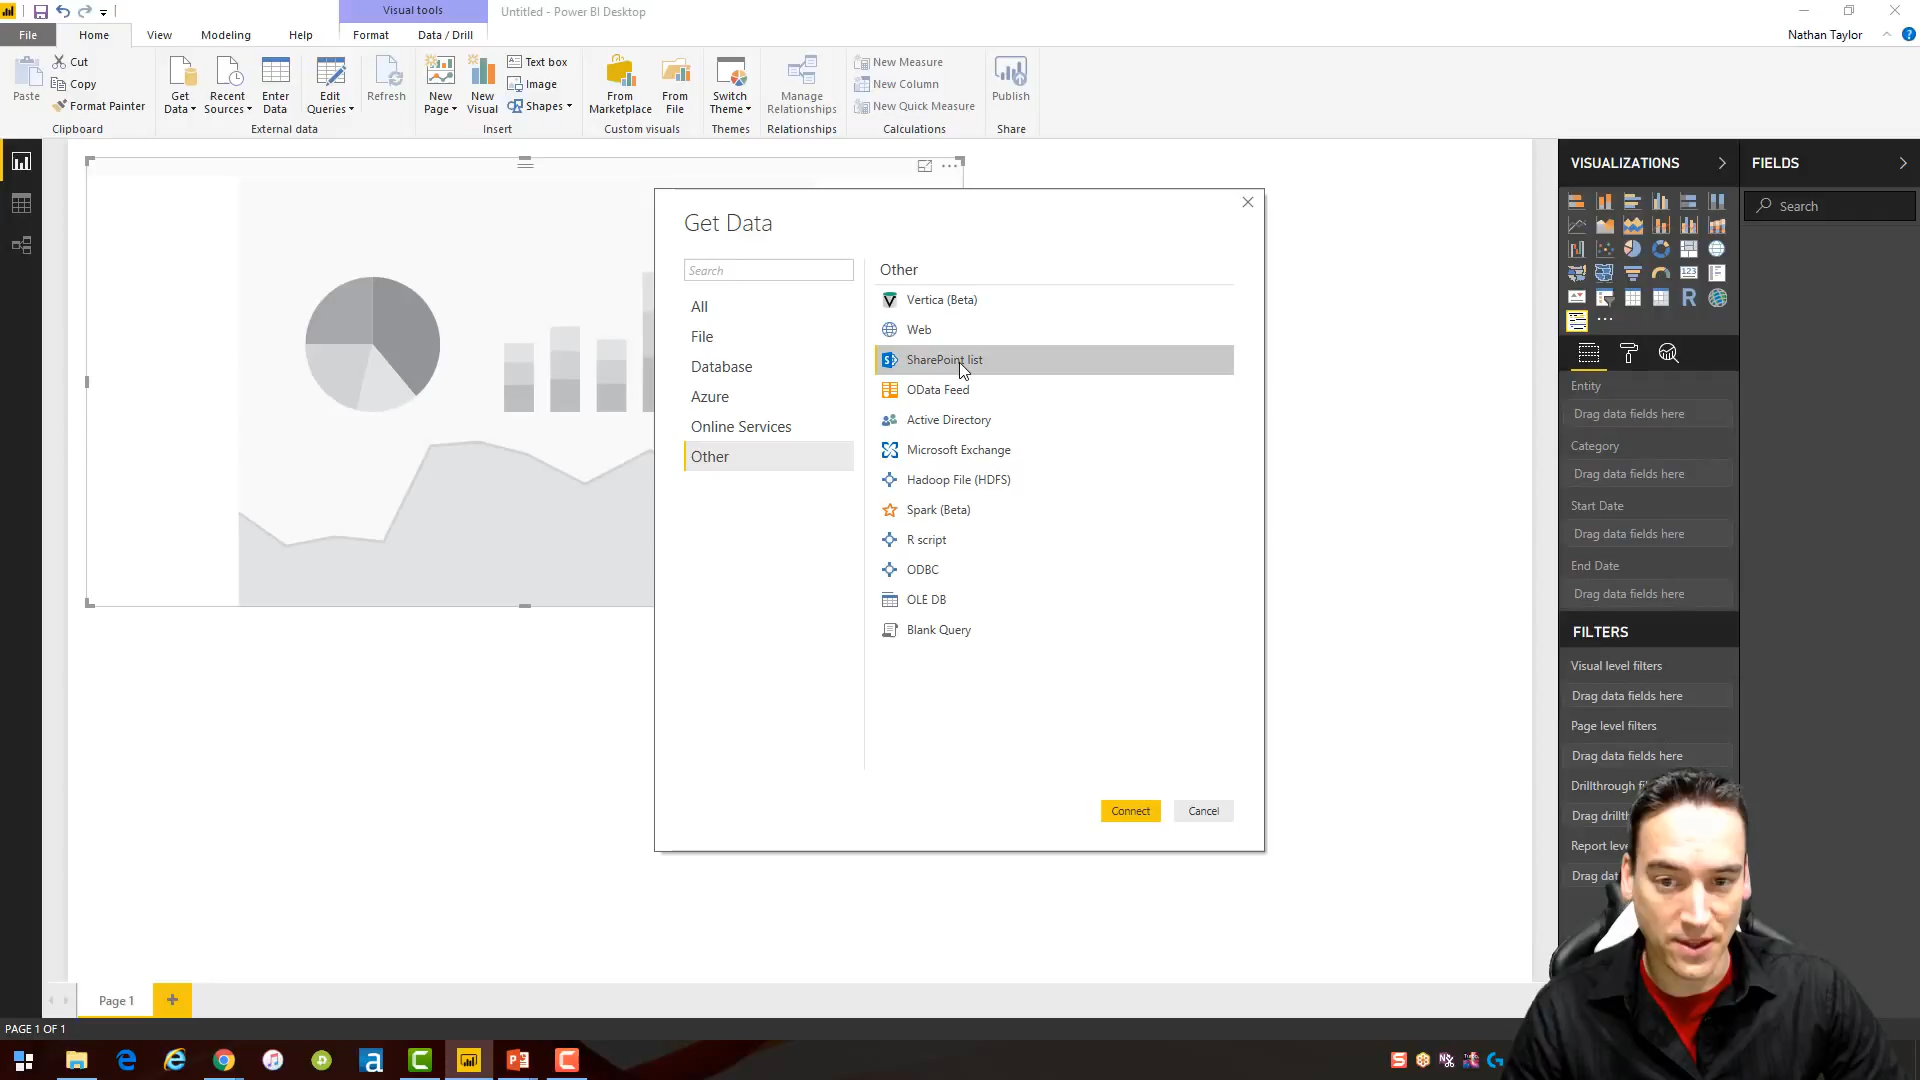 Visual tools
Untitled - Power BI Desktop
File
Home
View
Modeling
Help
Format
Data / Drill
Nathan Taylor
Paste
Cut
Copy
Format Painter
Clipboard
Get Data
Recent Sources
Enter Data
Edit Queries
Refresh
External data
New Page
New Visual
Text box
Image
Shapes
Insert
From Marketplace
From File
Custom visuals
Switch Theme
Themes
Manage Relationships
Relationships
New Measure
New Column
New Quick Measure
Calculations
Publish
Share
Get Data
Search
All
File
Database
Azure
Online Services
Other
Other
Vertica (Beta)
Web
SharePoint list
OData Feed
Active Directory
Microsoft Exchange
Hadoop File (HDFS)
Spark (Beta)
R script
ODBC
OLE DB
Blank Query
Connect
Cancel
VISUALIZATIONS
Entity
Drag data fields here
Category
Drag data fields here
Start Date
Drag data fields here
End Date
Drag data fields here
FILTERS
Visual level filters
Drag data fields here
Page level filters
Drag data fields here
Drillthrough
Drag
Report
Drag
FIELDS
Search
Page 1
PAGE 1 OF 1